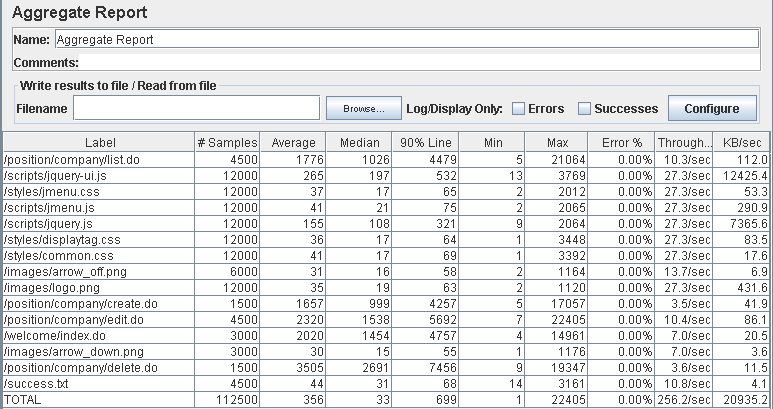 Aggregate Report
Name: Aggregate Report
Comments:
Write results to file / Read from file
Filename Browse... Log/Display Only: Errors Successes Configure
Label # Samples Average Median 90% Line Min Max Error % Through... KB/sec
/position/company/list.do 4500 1776 1026 4479 5 21064 0.00% 10.3/sec 112.0
/scripts/jquery-ui.js 12000 265 197 532 13 3769 0.00% 27.3/sec 12425.4
/styles/jmenu.css 12000 37 17 65 2 2012 0.00% 27.3/sec 53.3
/scripts/jmenu.js 12000 41 21 75 2 2065 0.00% 27.3/sec 290.9
/scripts/jquery.js 12000 155 108 321 9 2064 0.00% 27.3/sec 7365.6
/styles/displaytag.css 12000 36 17 64 1 3448 0.00% 27.3/sec 83.5
/styles/common.css 12000 41 17 69 1 3392 0.00% 27.3/sec 17.6
/images/arrow_off.png 6000 31 16 58 2 1164 0.00% 13.7/sec 6.9
/images/logo.png 12000 35 19 63 2 1120 0.00% 27.3/sec 431.6
/position/company/create.do 1500 1657 999 4257 5 17057 0.00% 3.5/sec 41.9
/position/company/edit.do 4500 2320 1538 5692 7 22405 0.00% 10.4/sec 86.1
/welcome/index.do 3000 2020 1454 4757 4 14961 0.00% 7.0/sec 20.5
/images/arrow_down.png 3000 30 15 55 1 1176 0.00% 7.0/sec 3.6
/position/company/delete.do 1500 3505 2691 7456 9 19347 0.00% 3.6/sec 11.5
/success.txt 4500 44 31 68 14 3161 0.00% 10.8/sec 4.1
TOTAL 112500 356 33 699 1 22405 0.00% 256.2/sec 20935.2